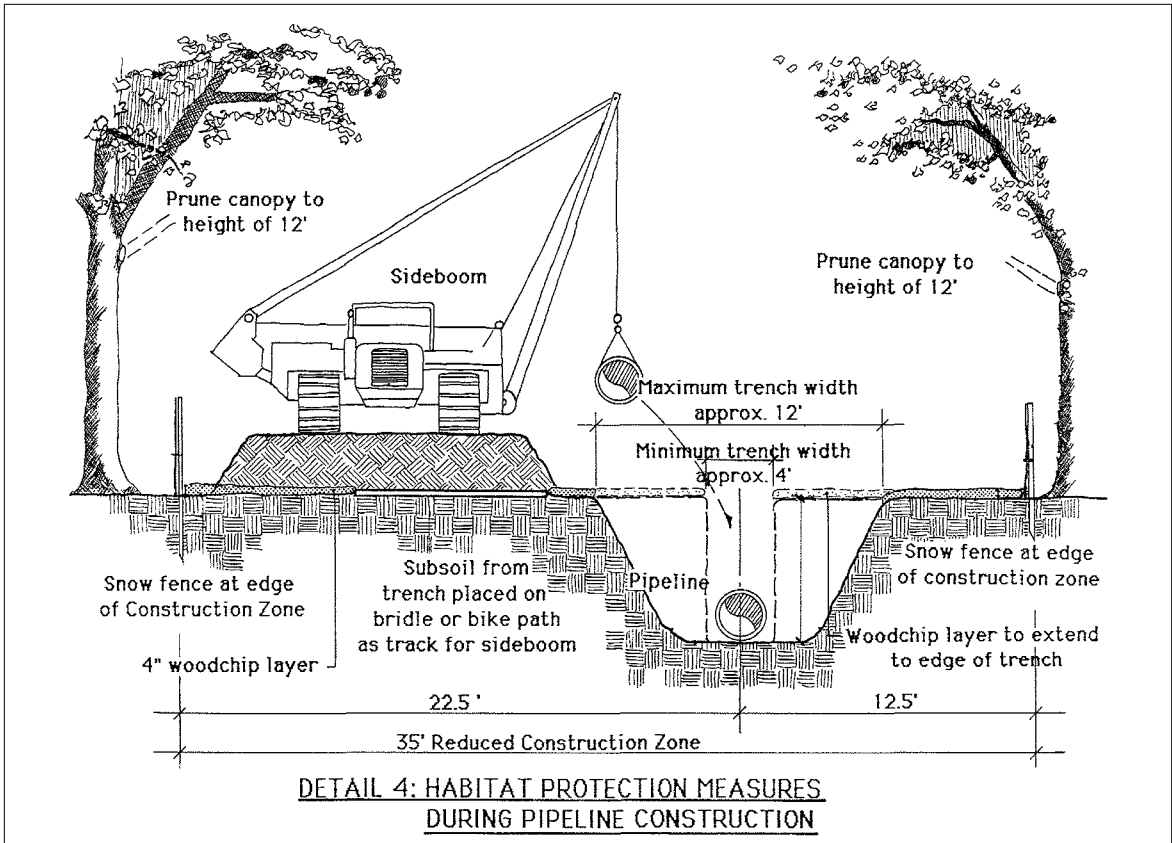 Prune canopy to
height of 12'
Sideboom
Prune canopy to
height of 12'
Maximum trench width
approx. 12'
Minimum trench width
approx. 4'
Snow fence at edge
of Construction Zone
4" woodchip layer
Subsoil from
trench placed on
bridle or bike path
as track for sideboom
Pipeline
Snow fence at edge
of construction zone
Woodchip layer to extend
to edge of trench
22.5'
12.5'
35' Reduced Construction Zone
DETAIL 4: HABITAT PROTECTION MEASURES
DURING PIPELINE CONSTRUCTION